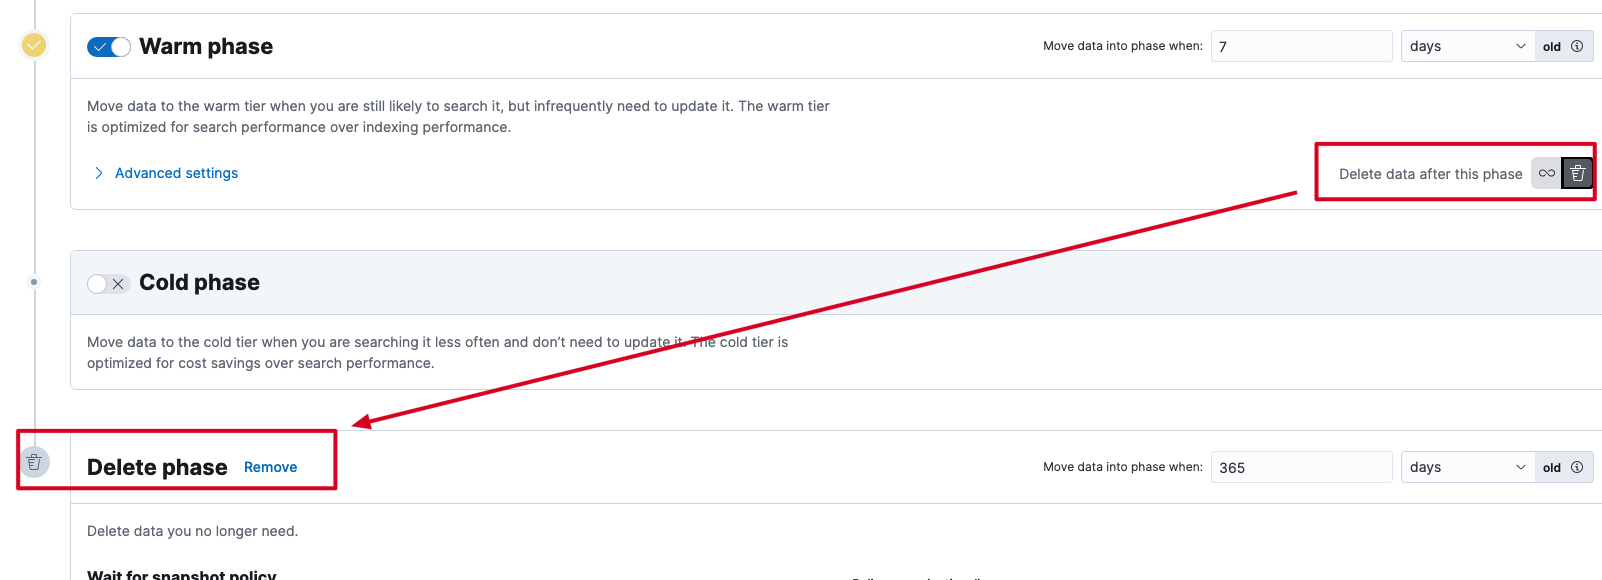 Warm phase
Move data into phase when: 7 days old
Move data to the warm tier when you are still likely to search it, but infrequently need to update it. The warm tier
is optimized for search performance over indexing performance.
Advanced settings
Delete data after this phase
Cold phase
Move data to the cold tier when you are searching it less often and don’t need to update it. The cold tier is
optimized for cost savings over search performance.
Delete phase Remove
Move data into phase when: 365 days old
Delete data you no longer need.
Wait for snapshot policy